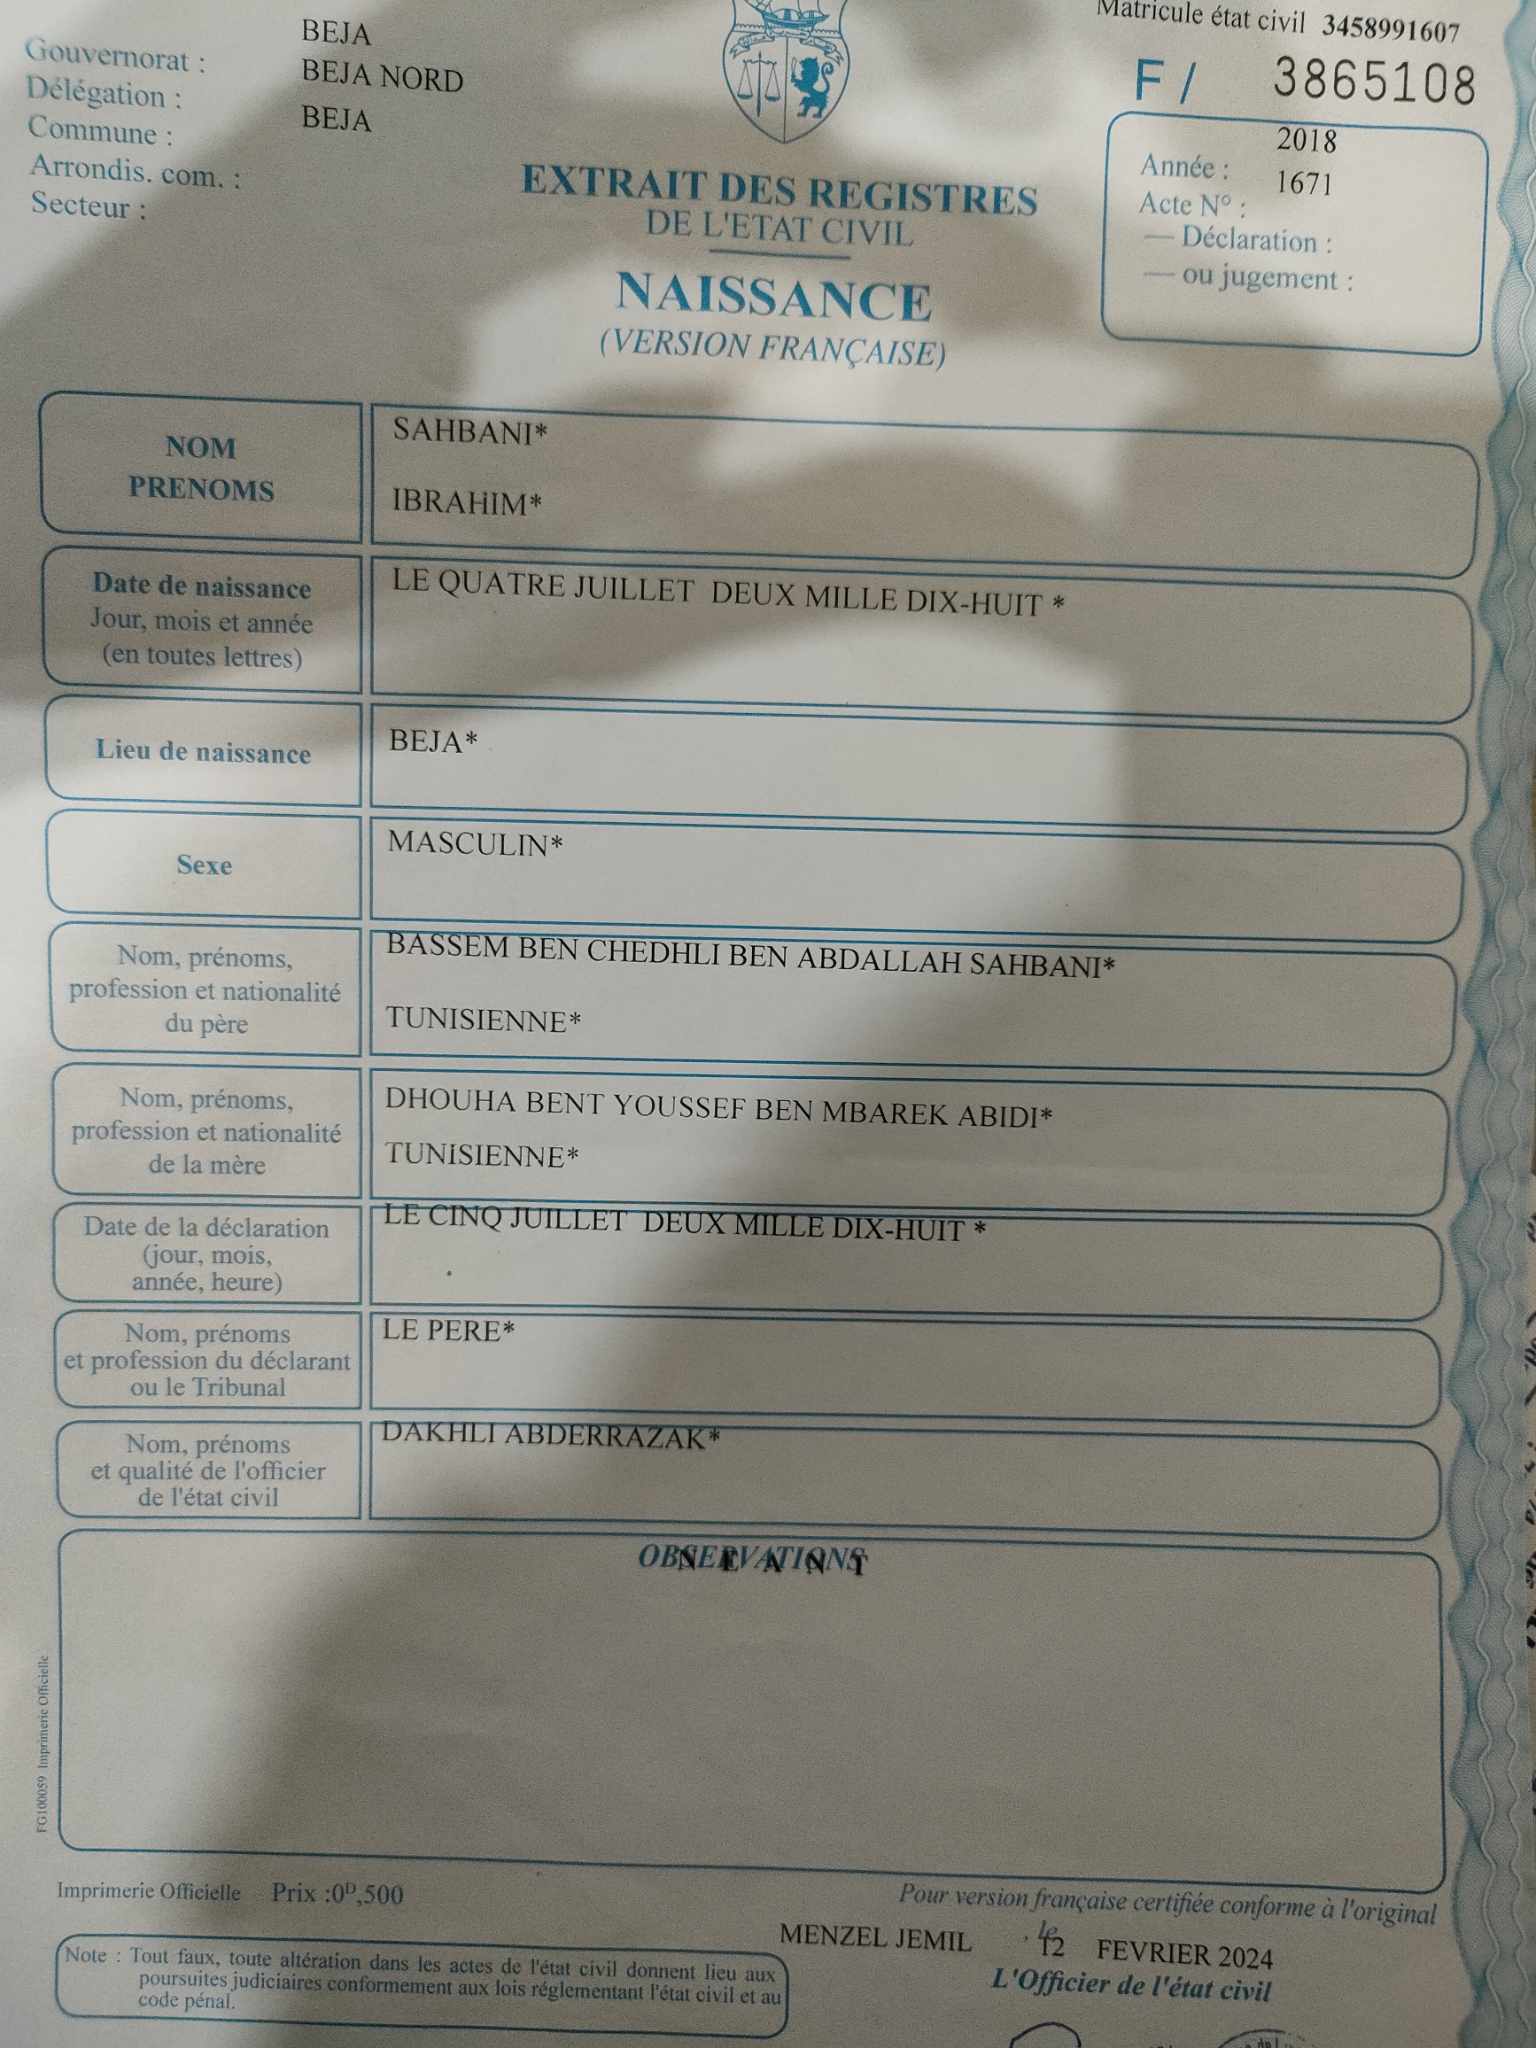 Gouvernorat : BEJA
Délégation : BEJA NORD
Commune : BEJA
Arrondis. com. :
Secteur :
Matricule état civil 3458991607
F / 3865108
Année : 2018
Acte N° : 1671
— Déclaration :
— ou jugement :
EXTRAIT DES REGISTRES
DE L'ETAT CIVIL
NAISSANCE
(VERSION FRANÇAISE)
NOM
PRENOMS
SAHBANI*
IBRAHIM*
Date de naissance
Jour, mois et année
(en toutes lettres)
LE QUATRE JUILLET DEUX MILLE DIX-HUIT *
Lieu de naissance
BEJA*
Sexe
MASCULIN*
Nom, prénoms,
profession et nationalité
du père
BASSEM BEN CHEDHLI BEN ABDALLAH SAHBANI*
TUNISIENNE*
Nom, prénoms,
profession et nationalité
de la mère
DHOUHA BENT YOUSSEF BEN MBAREK ABIDI*
TUNISIENNE*
Date de la déclaration
(jour, mois,
année, heure)
LE CINQ JUILLET DEUX MILLE DIX-HUIT *
Nom, prénoms
et profession du déclarant
ou le Tribunal
LE PERE*
Nom, prénoms
et qualité de l'officier
de l'état civil
DAKHLI ABDERRAZAK*
OBSERVATIONS
N E A N T
FG100059 Imprimerie Officielle
Imprimerie Officielle Prix :0ᴰ,500
Pour version française certifiée conforme à l'original
MENZEL JEMIL , le 12 FEVRIER 2024
L'Officier de l'état civil
Note : Tout faux, toute altération dans les actes de l'état civil donnent lieu aux
poursuites judiciaires conformement aux lois réglementant l'état civil et au
code pénal.